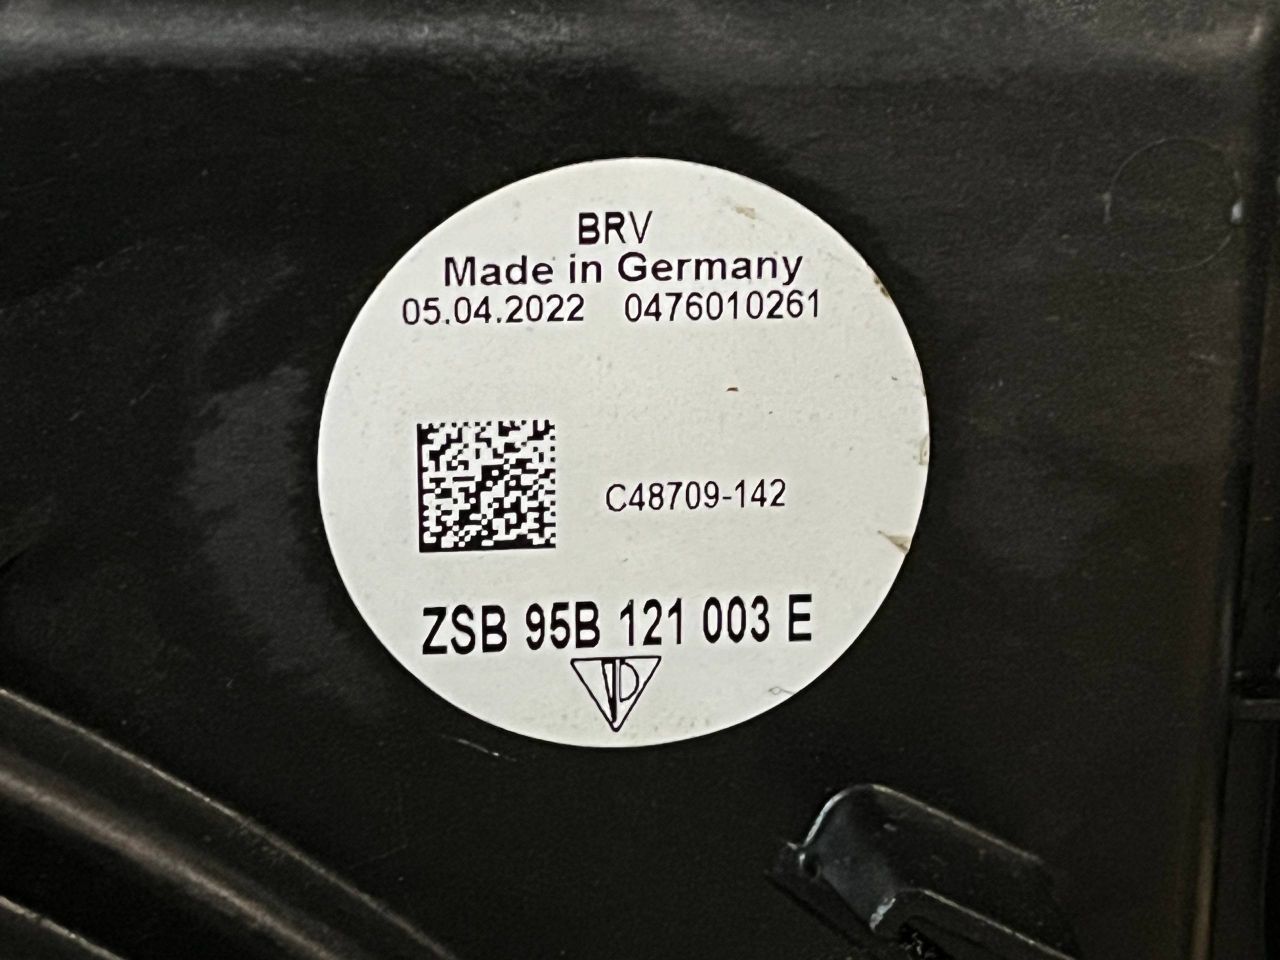 BRV
Made in Germany
05.04.2022 0476010261
C48709-142
ZSB 95B 121 003 E